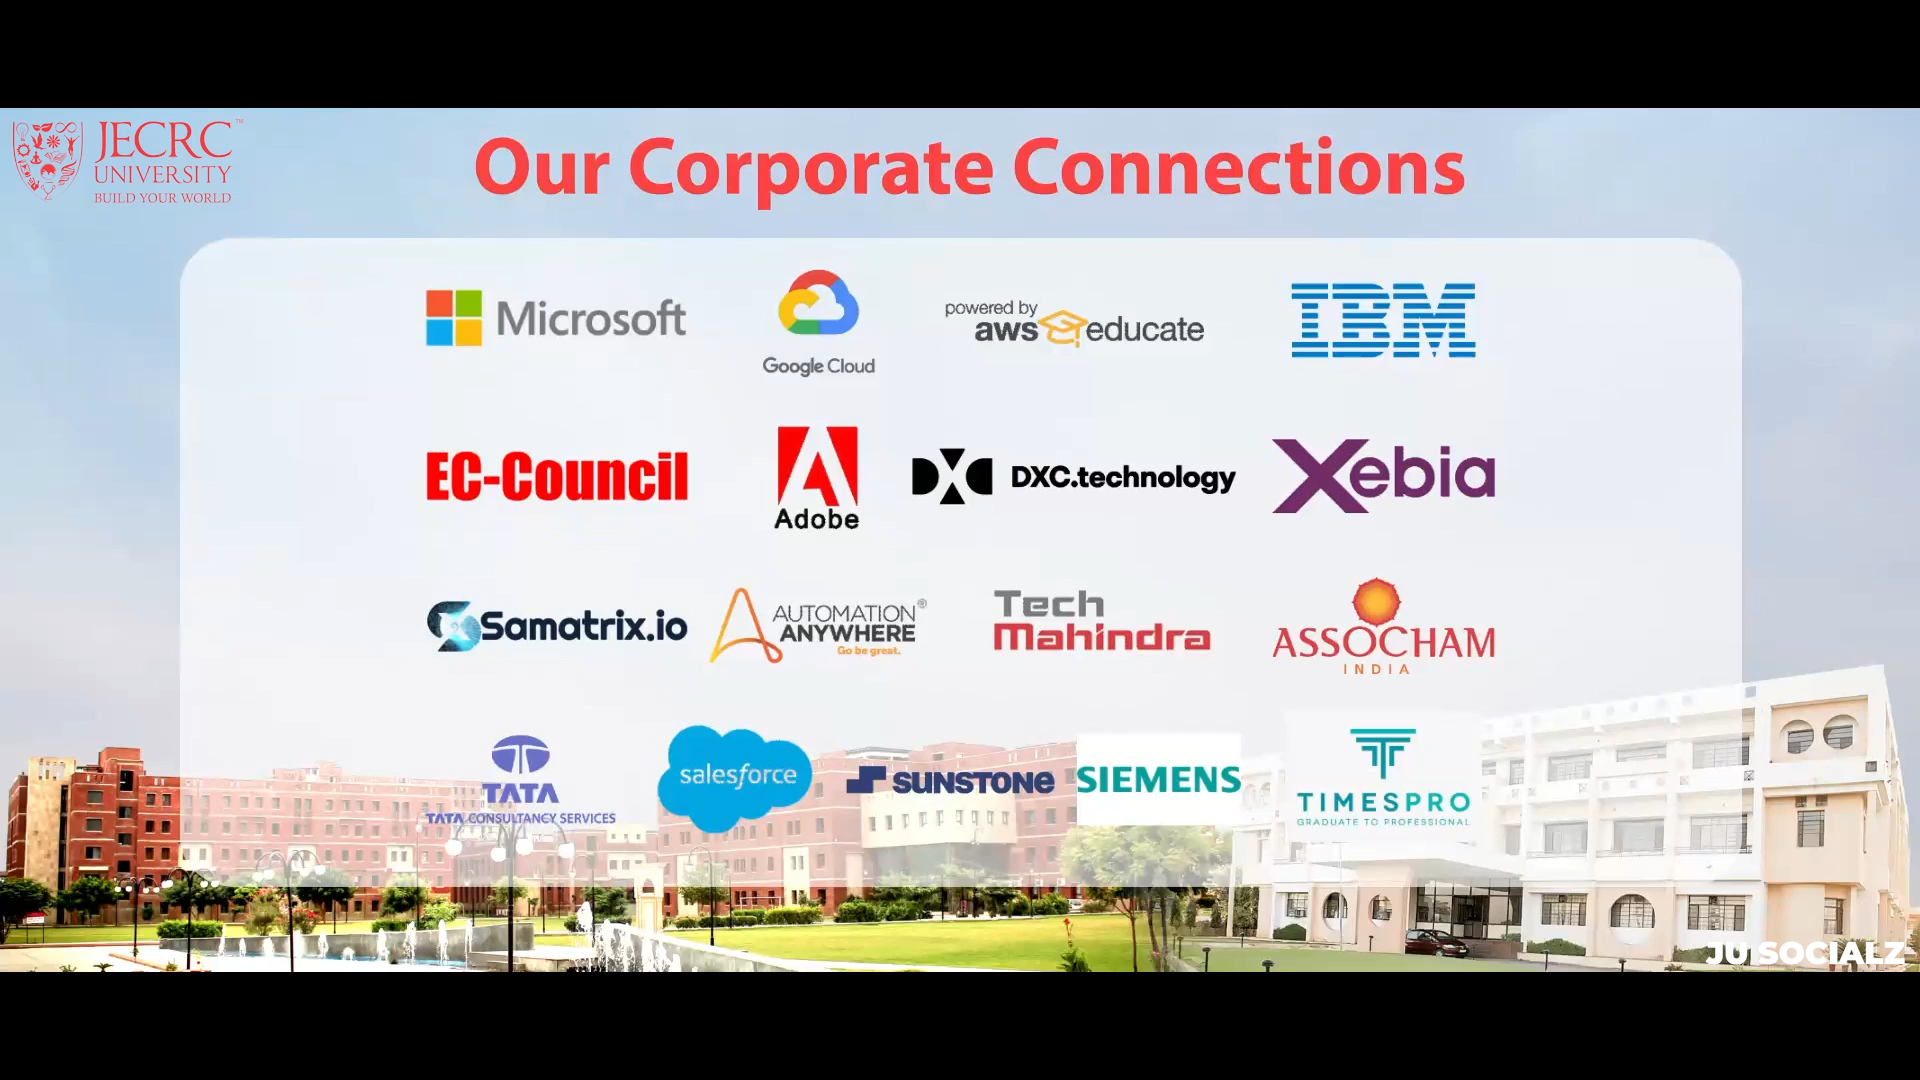 JECRC™
UNIVERSITY
BUILD YOUR WORLD
Our Corporate Connections
Microsoft
Google Cloud
powered by
aws educate
IBM
EC-Council
Adobe
DXC.technology
Xebia
Samatrix.io
AUTOMATION®
ANYWHERE
Go be great.
Tech
Mahindra
ASSOCHAM
INDIA
TATA
TATA CONSULTANCY SERVICES
salesforce
SUNSTONE
SIEMENS
TIMESPRO
GRADUATE TO PROFESSIONAL
JU SOCIALZ